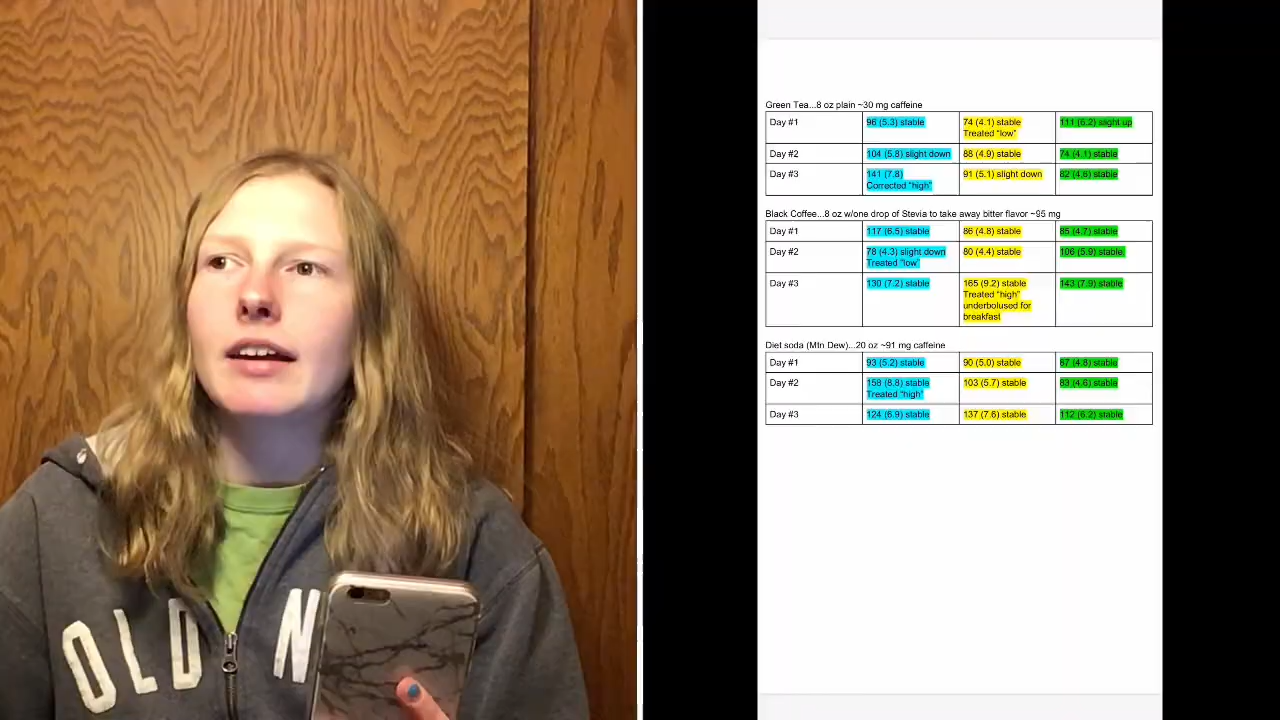 OLD N
Green Tea...8 oz plain ~30 mg caffeine
Day #1 96 (5.3) stable 74 (4.1) stable 111 (6.2) slight up
Treated "low"
Day #2 104 (5.8) slight down 88 (4.9) stable 74 (4.1) stable
Day #3 141 (7.8) 91 (5.1) slight down 82 (4.6) stable
Corrected "high"
Black Coffee...8 oz w/one drop of Stevia to take away bitter flavor ~95 mg
Day #1 117 (6.5) stable 86 (4.8) stable 85 (4.7) stable
Day #2 78 (4.3) slight down 80 (4.4) stable 106 (5.9) stable
Treated "low"
Day #3 130 (7.2) stable 165 (9.2) stable 143 (7.9) stable
Treated "high"
underbolused for
breakfast
Diet soda (Mtn Dew)...20 oz ~91 mg caffeine
Day #1 93 (5.2) stable 90 (5.0) stable 87 (4.8) stable
Day #2 158 (8.8) stable 103 (5.7) stable 83 (4.6) stable
Treated "high"
Day #3 124 (6.9) stable 137 (7.6) stable 112 (6.2) stable